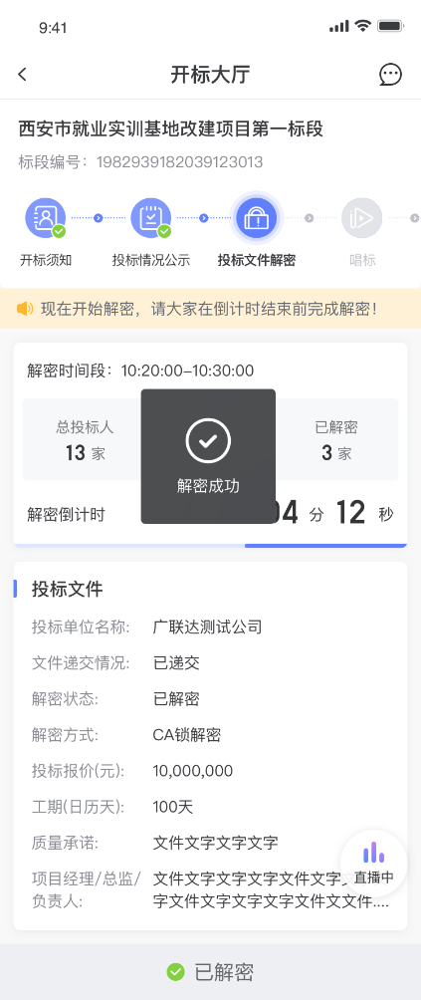 9:41
开标大厅
西安市就业实训基地改建项目第一标段
标段编号：1982939182039123013
开标须知
投标情况公示
投标文件解密
唱标
现在开始解密，请大家在倒计时结束前完成解密！
解密时间段：10:20:00-10:30:00
总投标人
13 家
已解密
3 家
解密成功
解密倒计时
04 分 12 秒
投标文件
投标单位名称: 广联达测试公司
文件递交情况: 已递交
解密状态: 已解密
解密方式: CA锁解密
投标报价(元): 10,000,000
工期(日历天): 100天
质量承诺: 文件文字文字文字
项目经理/总监/ 文件文字文字文字文件文字
负责人: 字文件文字文字文字文件文文件....
直播中
已解密